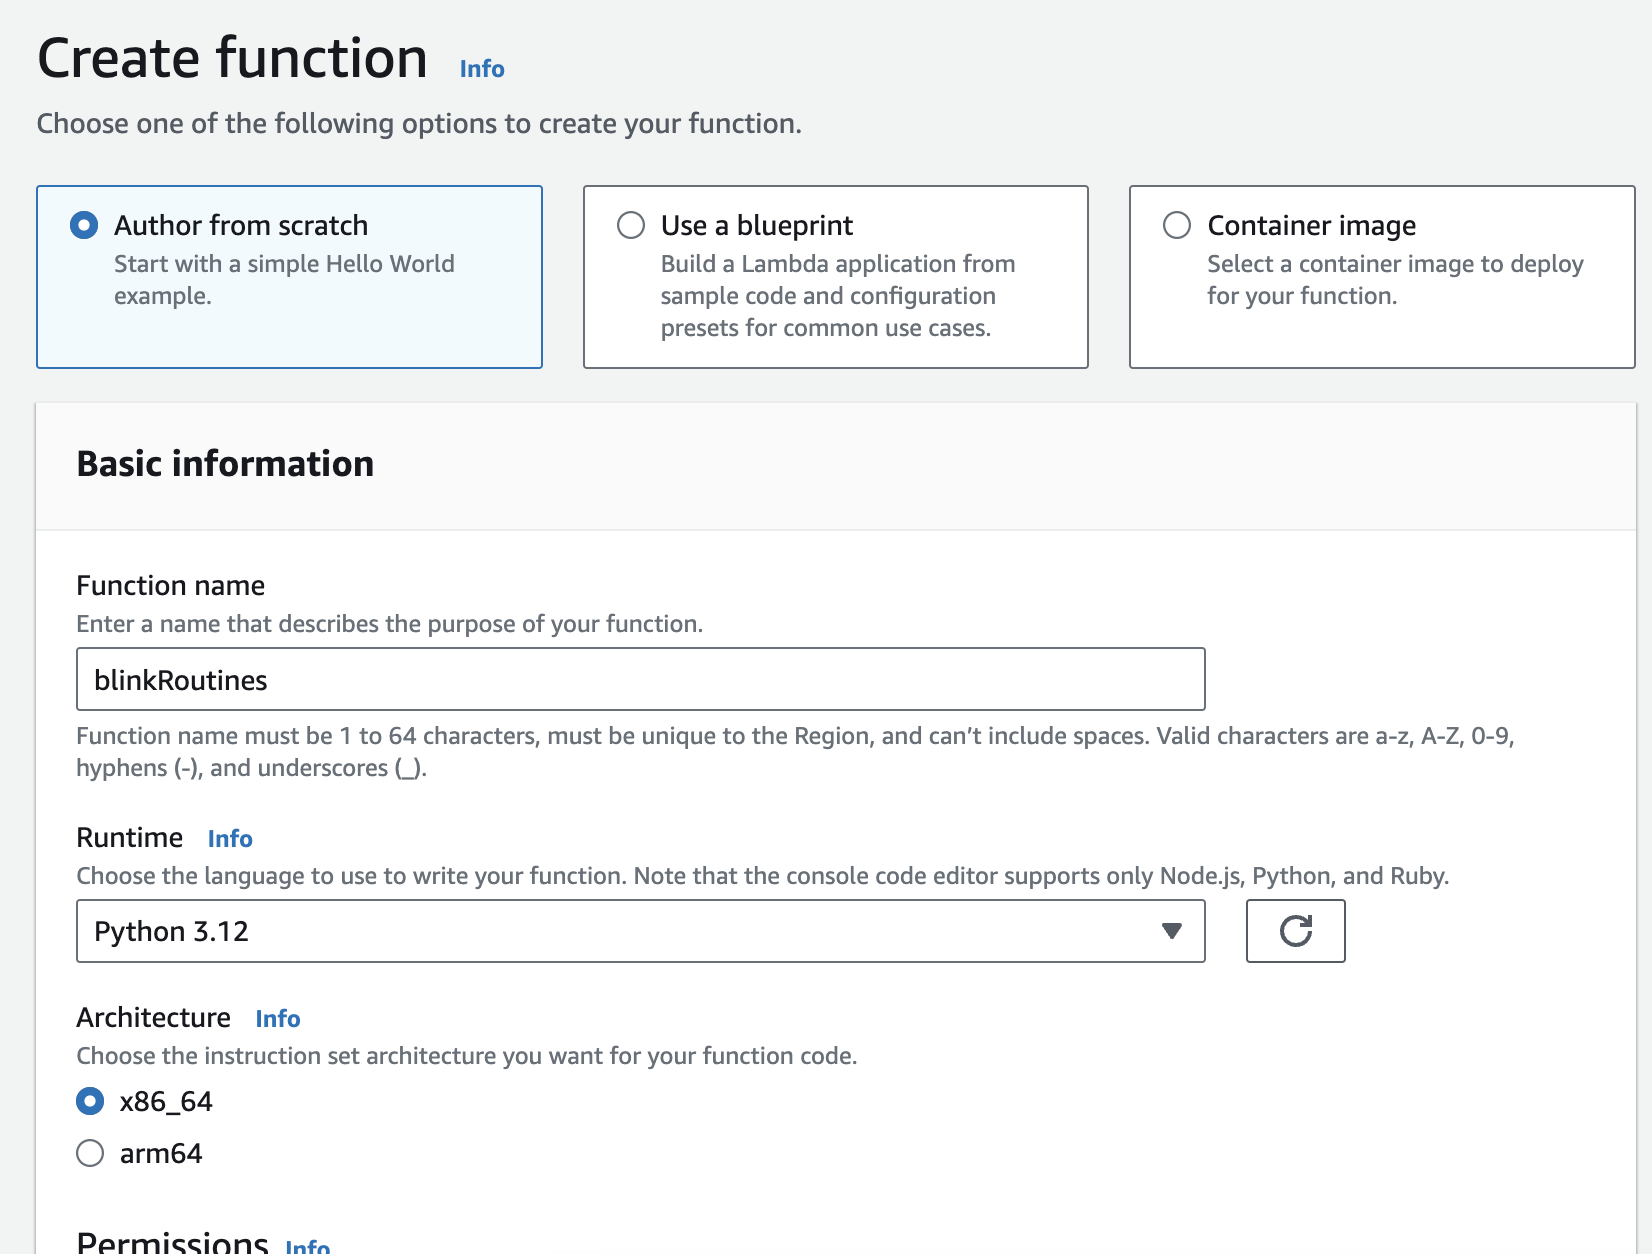 Create function Info
Choose one of the following options to create your function.
Author from scratch
Start with a simple Hello World
example.
Use a blueprint
Build a Lambda application from
sample code and configuration
presets for common use cases.
Container image
Select a container image to deploy
for your function.
Basic information
Function name
Enter a name that describes the purpose of your function.
blinkRoutines
Function name must be 1 to 64 characters, must be unique to the Region, and can’t include spaces. Valid characters are a-z, A-Z, 0-9,
hyphens (-), and underscores (_).
Runtime Info
Choose the language to use to write your function. Note that the console code editor supports only Node.js, Python, and Ruby.
Python 3.12
Architecture Info
Choose the instruction set architecture you want for your function code.
x86_64
arm64
Permissions Info